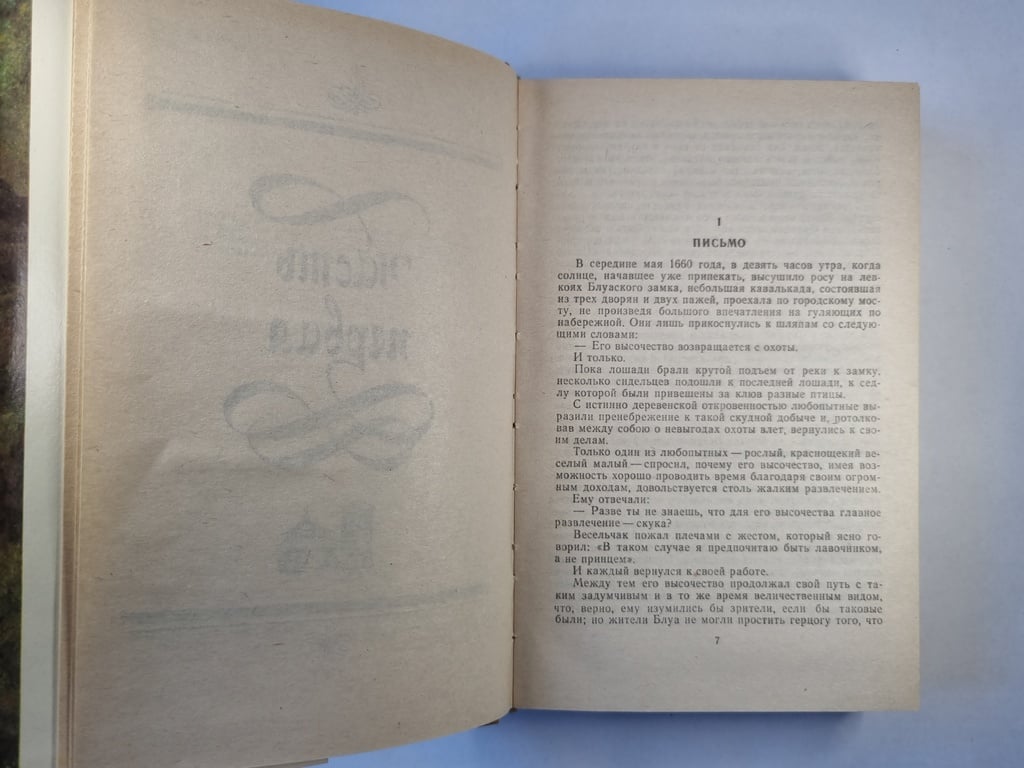 I
ПИСЬМО
В середине мая 1660 года, в девять часов утра, когда
солнце, начавшее уже припекать, высушило росу на лев-
коях Блуаского замка, небольшая кавалькада, состоявшая
из трех дворян и двух пажей, проехала по городскому мос-
ту, не произведя большого впечатления на гуляющих по
набережной. Они лишь прикоснулись к шляпам со следую-
щими словами:
— Его высочество возвращается с охоты.
И только.
Пока лошади брали крутой подъем от реки к замку,
несколько сидельцев подошли к последней лошади, к сед-
лу которой были привешены за клюв разные птицы.
С истинно деревенской откровенностью любопытные вы-
разили пренебрежение к такой скудной добыче и, потолко-
вав между собою о невыгодах охоты влет, вернулись к сво-
им делам.
Только один из любопытных — рослый, краснощекий ве-
селый малый — спросил, почему его высочество, имея воз-
можность хорошо проводить время благодаря своим огром-
ным доходам, довольствуется столь жалким развлечением.
Ему отвечали:
— Разве ты не знаешь, что для его высочества главное
развлечение — скука?
Весельчак пожал плечами с жестом, который ясно го-
ворил: «В таком случае я предпочитаю быть лавочником,
а не принцем».
И каждый вернулся к своей работе.
Между тем его высочество продолжал свой путь с та-
ким задумчивым и в то же время величественным видом,
что, верно, ему изумились бы зрители, если бы таковые
были; но жители Блуа не могли простить герцогу того, что
7